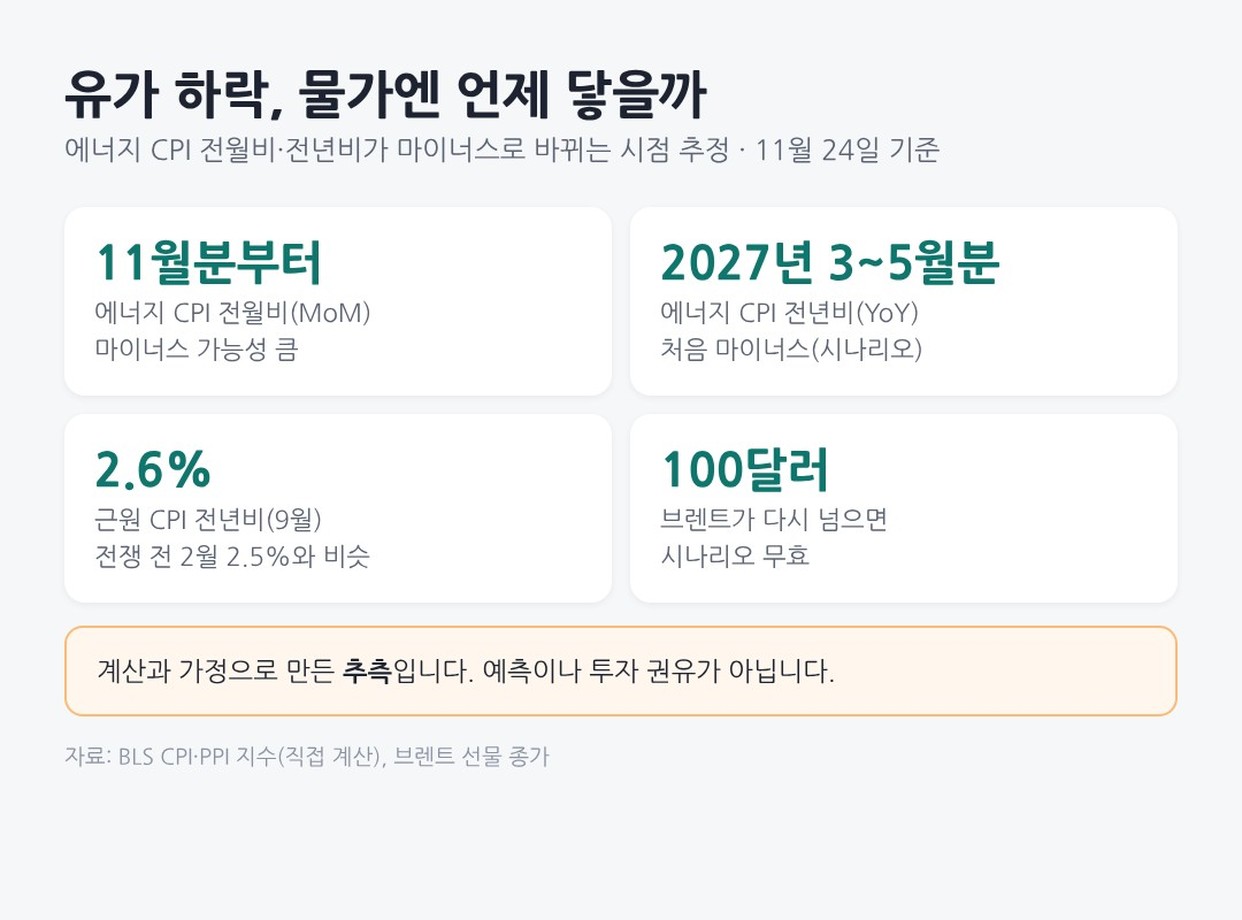 유가 하락, 물가엔 언제 닿을까
에너지 CPI 전월비·전년비가 마이너스로 바뀌는 시점 추정 · 11월 24일 기준
11월분부터
에너지 CPI 전월비(MoM)
마이너스 가능성 큼
2027년 3~5월분
에너지 CPI 전년비(YoY)
처음 마이너스(시나리오)
2.6%
근원 CPI 전년비(9월)
전쟁 전 2월 2.5%와 비슷
100달러
브렌트가 다시 넘으면
시나리오 무효
계산과 가정으로 만든 추측입니다. 예측이나 투자 권유가 아닙니다.
자료: BLS CPI·PPI 지수(직접 계산), 브렌트 선물 종가